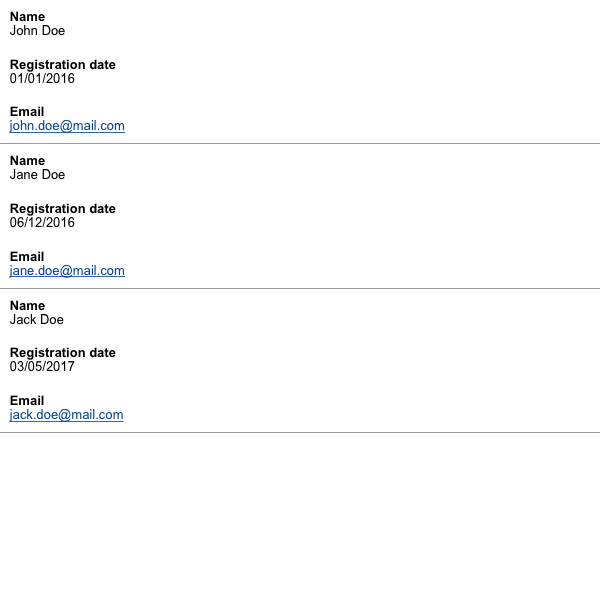 Name
John Doe
Registration date
01/01/2016
Email
john.doe@mail.com
Name
Jane Doe
Registration date
06/12/2016
Email
jane.doe@mail.com
Name
Jack Doe
Registration date
03/05/2017
Email
jack.doe@mail.com